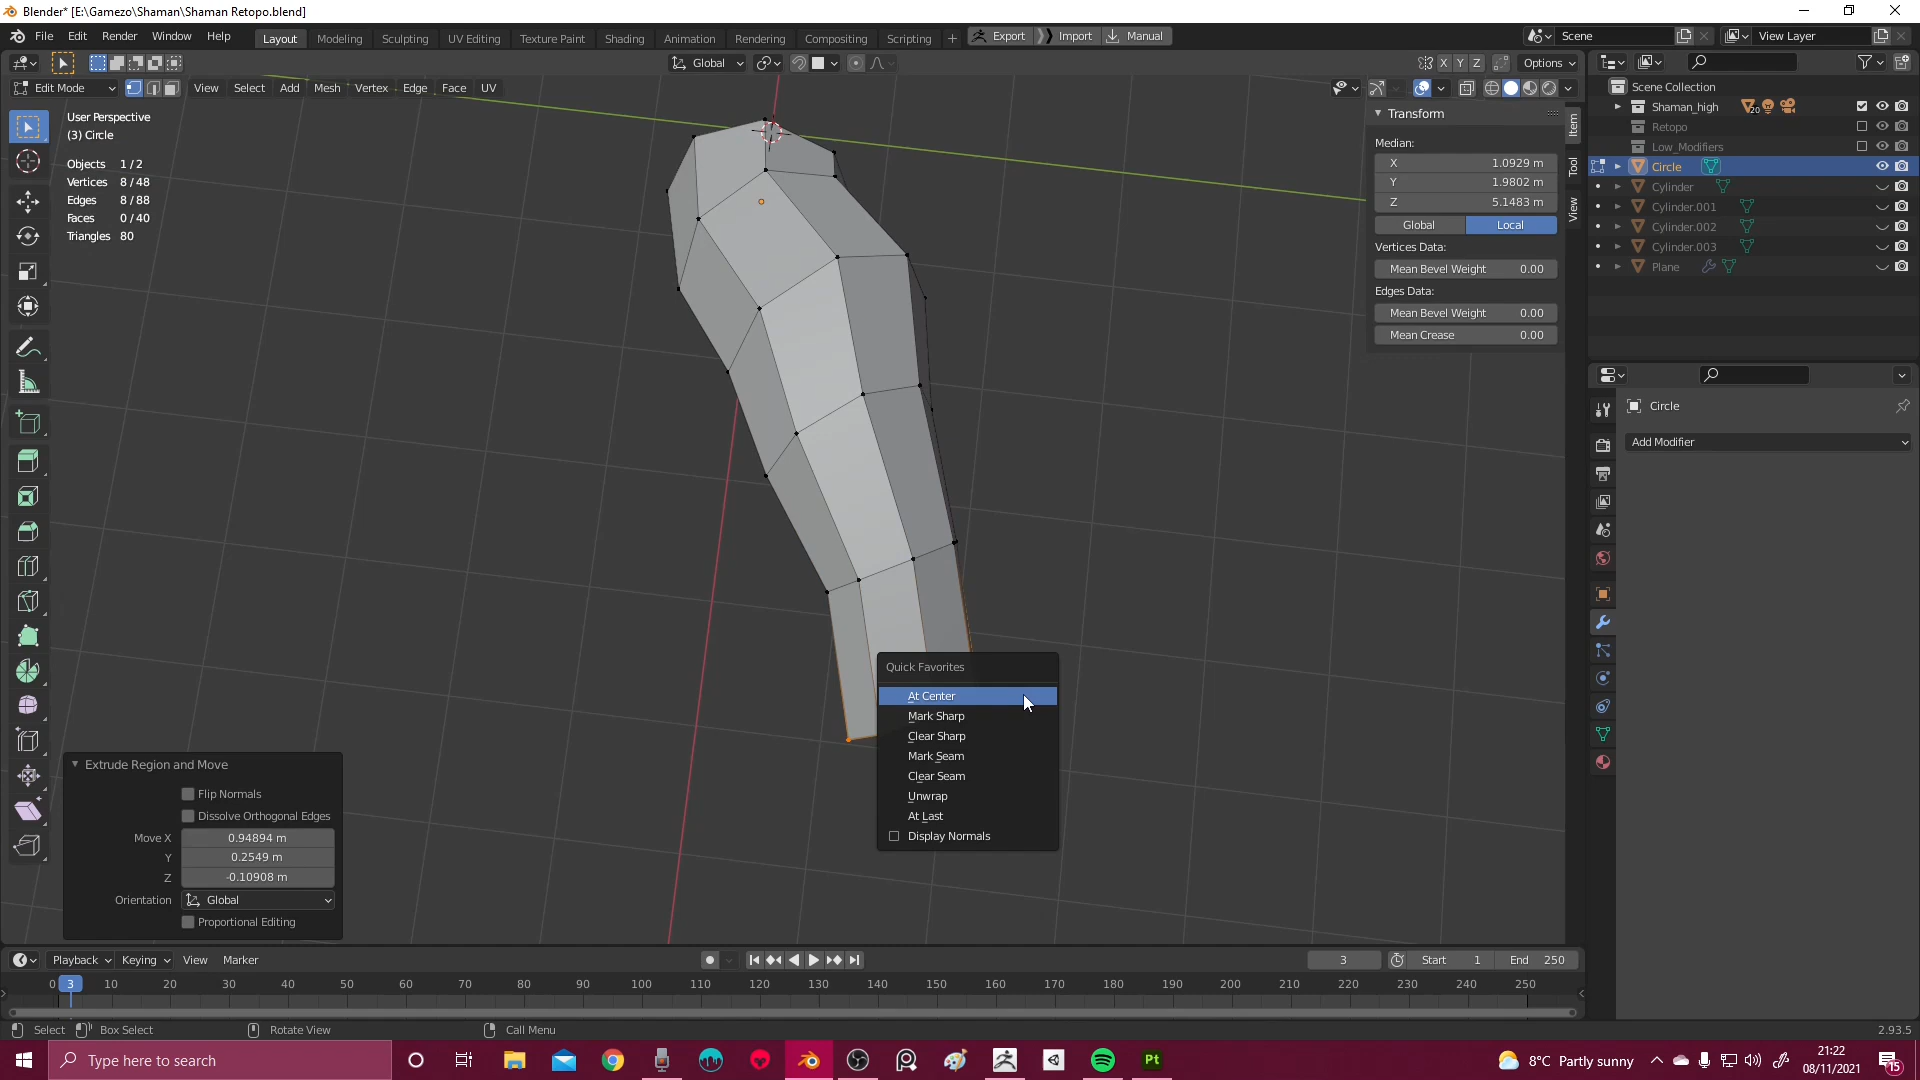 Blender* [E:\Gamezo\Shaman\Shaman Retopo.blend]
File Edit Render Window Help Layout Modeling Sculpting UV Editing Texture Paint Shading Animation Rendering Compositing Scripting + Export Import Manual Scene View Layer
Global X Y Z Options
Edit Mode View Select Add Mesh Vertex Edge Face UV
User Perspective
(3) Circle
Objects 1/2
Vertices 8/48
Edges 8/88
Faces 0/40
Triangles 80
Transform
Median:
X 1.0929 m
Y 1.9802 m
Z 5.1483 m
Global Local
Vertices Data:
Mean Bevel Weight 0.00
Edges Data:
Mean Bevel Weight 0.00
Mean Crease 0.00
Item
Tool
View
Scene Collection
Shaman_high 20
Retopo
Low_Modifiers
Circle
Cylinder
Cylinder.001
Cylinder.002
Cylinder.003
Plane
Circle
Add Modifier
Quick Favorites
At Center
Mark Sharp
Clear Sharp
Mark Seam
Clear Seam
Unwrap
At Last
Display Normals
Extrude Region and Move
Flip Normals
Dissolve Orthogonal Edges
Move X 0.94894 m
Y 0.2549 m
Z -0.10908 m
Orientation Global
Proportional Editing
Playback Keying View Marker 3 Start 1 End 250
0 3 10 20 30 40 50 60 70 80 90 100 110 120 130 140 150 160 170 180 190 200 210 220 230 240 250
Select Box Select Rotate View Call Menu 2.93.5
Type here to search
Pt
8°C Partly sunny
21:22
08/11/2021
15